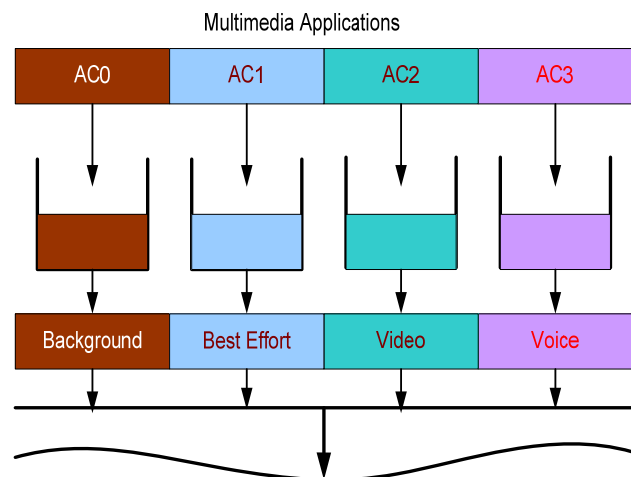 Multimedia Applications
AC0 AC1 AC2 AC3
Background Best Effort Video Voice